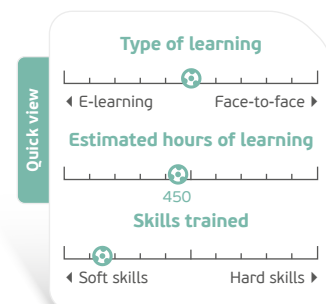 Quick view
Type of learning
E-learning Face-to-face
Estimated hours of learning
450
Skills trained
Soft skills Hard skills